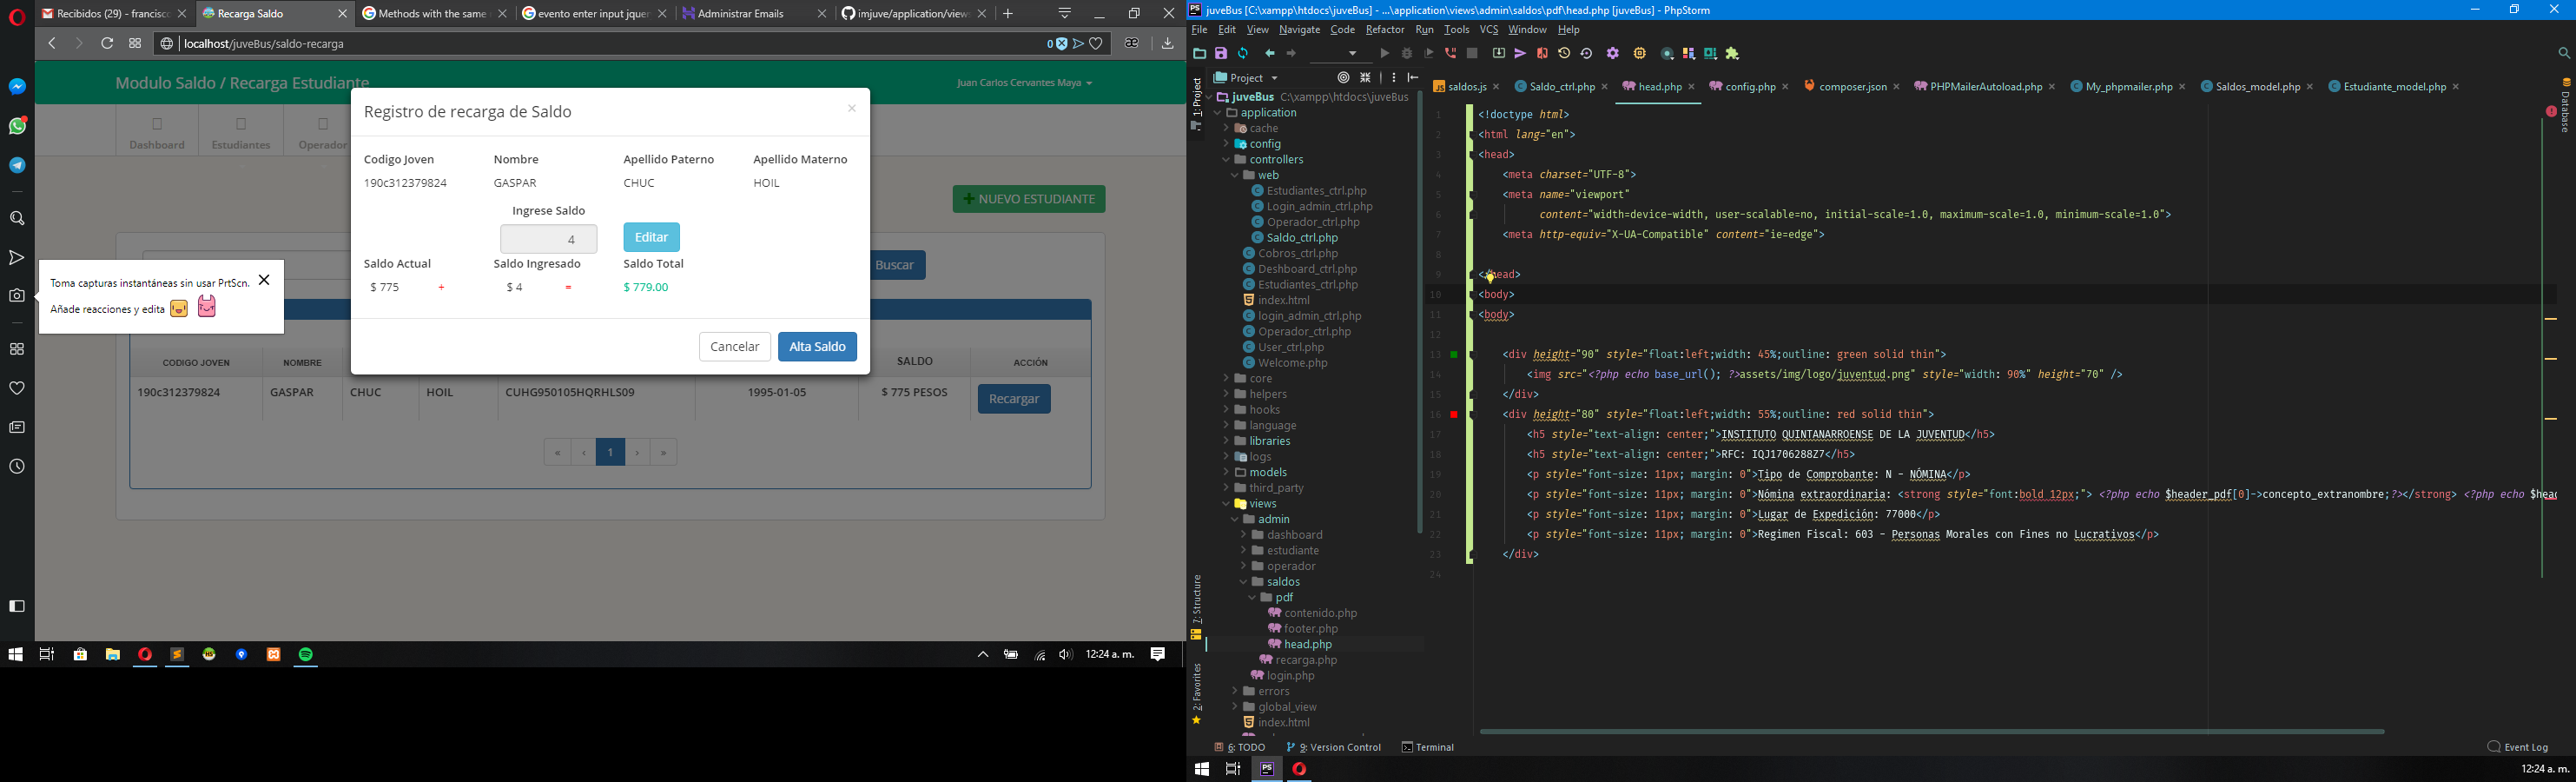 Recibidos (29) - francisco
Recarga Saldo
Methods with the same
evento enter input jquer
Administrar Emails
imjuve/application/view
localhost/juveBus/saldo-recarga
0
Modulo Saldo / Recarga Estudiante
Juan Carlos Cervantes Maya
Dashboard
Estudiantes
Operador
NUEVO ESTUDIANTE
Buscar
Registro de recarga de Saldo
×
Codigo Joven Nombre Apellido Paterno Apellido Materno
190c312379824 GASPAR CHUC HOIL
Ingrese Saldo
4
Editar
Saldo Actual Saldo Ingresado Saldo Total
$ 775 + $ 4 = $ 779.00
Cancelar
Alta Saldo
Toma capturas instantáneas sin usar PrtScn.
Añade reacciones y edita
CODIGO JOVEN NOMBRE SALDO ACCIÓN
190c312379824 GASPAR CHUC HOIL CUHG950105HQRHLS09 1995-01-05 $ 775 PESOS Recargar
« ‹ 1 › »
12:24 a. m.
juveBus [C:\xampp\htdocs\juveBus] - ...\application\views\admin\saldos\pdf\head.php [juveBus] - PhpStorm
File Edit View Navigate Code Refactor Run Tools VCS Window Help
Project
saldos.js
Saldo_ctrl.php
head.php
config.php
composer.json
PHPMailerAutoload.php
My_phpmailer.php
Saldos_model.php
Estudiante_model.php
1: Project
7: Structure
2: Favorites
Database
juveBus C:\xampp\htdocs\juveBus
application
cache
config
controllers
web
Estudiantes_ctrl.php
Login_admin_ctrl.php
Operador_ctrl.php
Saldo_ctrl.php
Cobros_ctrl.php
Deshboard_ctrl.php
Estudiantes_ctrl.php
index.html
login_admin_ctrl.php
Operador_ctrl.php
User_ctrl.php
Welcome.php
core
helpers
hooks
language
libraries
logs
models
third_party
views
admin
dashboard
estudiante
operador
saldos
pdf
contenido.php
footer.php
head.php
recarga.php
login.php
errors
global_view
index.html
1 <!doctype html>
2 <html lang="en">
3 <head>
4 <meta charset="UTF-8">
5 <meta name="viewport"
6 content="width=device-width, user-scalable=no, initial-scale=1.0, maximum-scale=1.0, minimum-scale=1.0">
7 <meta http-equiv="X-UA-Compatible" content="ie=edge">
8
9 </head>
10 <body>
11 <body>
12
13 <div height="90" style="float:left;width: 45%;outline: green solid thin">
14 <img src="<?php echo base_url(); ?>assets/img/logo/juventud.png" style="width: 90%" height="70" />
15 </div>
16 <div height="80" style="float:left;width: 55%;outline: red solid thin">
17 <h5 style="text-align: center;">INSTITUTO QUINTANARROENSE DE LA JUVENTUD</h5>
18 <h5 style="text-align: center;">RFC: IQJ1706288Z7</h5>
19 <p style="font-size: 11px; margin: 0">Tipo de Comprobante: N - NÓMINA</p>
20 <p style="font-size: 11px; margin: 0">Nómina extraordinaria: <strong style="font:bold 12px;"> <?php echo $header_pdf[0]->concepto_extranombre;?></strong> <?php echo $head
21 <p style="font-size: 11px; margin: 0">Lugar de Expedición: 77000</p>
22 <p style="font-size: 11px; margin: 0">Regimen Fiscal: 603 - Personas Morales con Fines no Lucrativos</p>
23 </div>
24
6: TODO
9: Version Control
Terminal
Event Log
12:24 a. m.